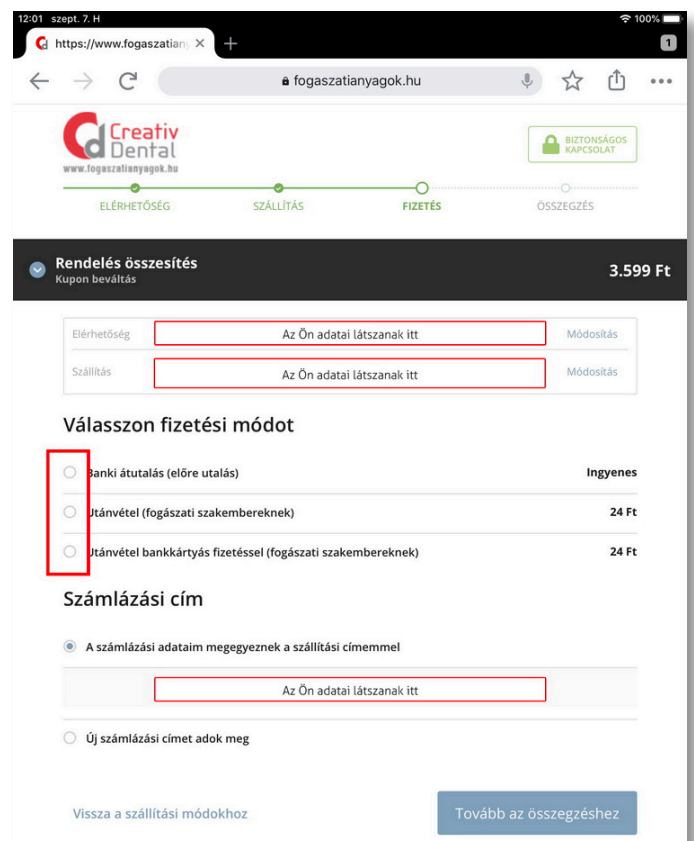 12:01 szept. 7. H
100%
https://www.fogaszatian
1
fogaszatianyagok.hu
Creativ
Dental
www.fogaszatianyagok.hu
BIZTONSÁGOS
KAPCSOLAT
ELÉRHETŐSÉG SZÁLLÍTÁS FIZETÉS ÖSSZEGZÉS
Rendelés összesítés
3.599 Ft
Kupon beváltás
Elérhetőség Az Ön adatai látszanak itt Módosítás
Szállítás Az Ön adatai látszanak itt Módosítás
Válasszon fizetési módot
Banki átutalás (előre utalás) Ingyenes
Utánvétel (fogászati szakembereknek) 24 Ft
Utánvétel bankkártyás fizetéssel (fogászati szakembereknek) 24 Ft
Számlázási cím
A számlázási adataim megegyeznek a szállítási címemmel
Az Ön adatai látszanak itt
Új számlázási címet adok meg
Vissza a szállítási módokhoz Tovább az összegzéshez